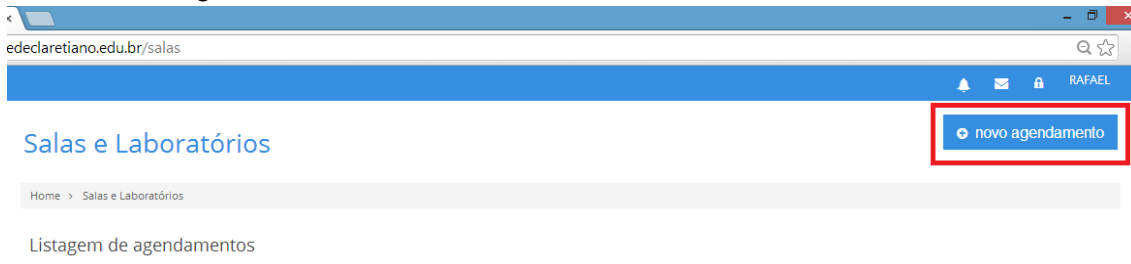 edeclaretiano.edu.br/salas
RAFAEL
novo agendamento
Salas e Laboratórios
Home > Salas e Laboratórios
Listagem de agendamentos